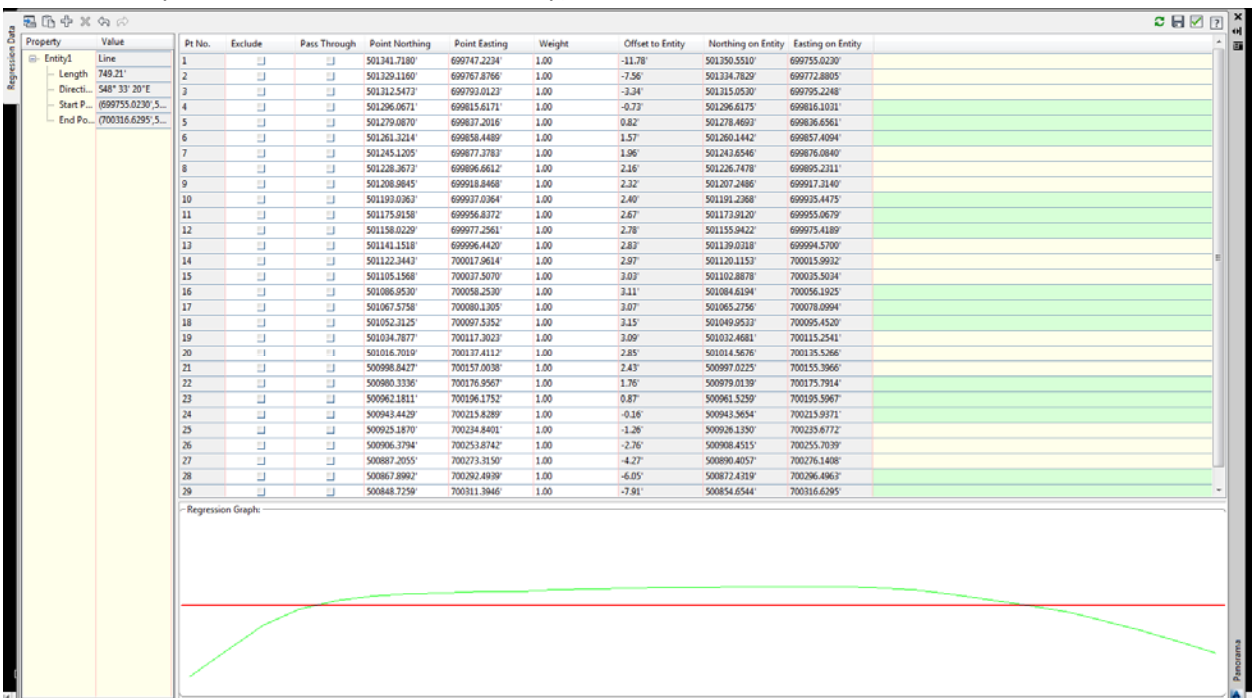 Regression Data
Property Value
Entity1 Line
Length 749.21'
Directi... S48° 33' 20"E
Start P... (699755.0230',5...
End Po... (700316.6295',5...
Pt No. Exclude Pass Through Point Northing Point Easting Weight Offset to Entity Northing on Entity Easting on Entity
1 501341.7180' 699747.2234' 1.00 -11.78' 501350.5510' 699755.0230'
2 501329.1160' 699767.8766' 1.00 -7.56' 501334.7829' 699772.8805'
3 501312.5473' 699793.0123' 1.00 -3.34' 501315.0530' 699795.2248'
4 501296.0671' 699815.6171' 1.00 -0.73' 501296.6175' 699816.1031'
5 501279.0870' 699837.2016' 1.00 0.82' 501278.4693' 699836.6561'
6 501261.3214' 699858.4489' 1.00 1.57' 501260.1442' 699857.4094'
7 501245.1205' 699877.3783' 1.00 1.96' 501243.6546' 699876.0840'
8 501228.3673' 699896.6612' 1.00 2.16' 501226.7478' 699895.2311'
9 501208.9845' 699918.8468' 1.00 2.32' 501207.2486' 699917.3140'
10 501193.0363' 699937.0364' 1.00 2.40' 501191.2368' 699935.4475'
11 501175.9158' 699956.8372' 1.00 2.67' 501173.9120' 699955.0679'
12 501158.0229' 699977.2561' 1.00 2.78' 501155.9422' 699975.4189'
13 501141.1518' 699996.4420' 1.00 2.83' 501139.0318' 699994.5700'
14 501122.3443' 700017.9614' 1.00 2.97' 501120.1153' 700015.9932'
15 501105.1568' 700037.5070' 1.00 3.03' 501102.8878' 700035.5034'
16 501086.9530' 700058.2530' 1.00 3.11' 501084.6194' 700056.1925'
17 501067.5758' 700080.1305' 1.00 3.07' 501065.2756' 700078.0994'
18 501052.3125' 700097.5352' 1.00 3.15' 501049.9533' 700095.4520'
19 501034.7877' 700117.3023' 1.00 3.09' 501032.4681' 700115.2541'
20 501016.7019' 700137.4112' 1.00 2.85' 501014.5676' 700135.5266'
21 500998.8427' 700157.0038' 1.00 2.43' 500997.0225' 700155.3966'
22 500980.3336' 700176.9567' 1.00 1.76' 500979.0139' 700175.7914'
23 500962.1811' 700196.1752' 1.00 0.87' 500961.5259' 700195.5967'
24 500943.4429' 700215.8289' 1.00 -0.16' 500943.5654' 700215.9371'
25 500925.1870' 700234.8401' 1.00 -1.26' 500926.1350' 700235.6772'
26 500906.3794' 700253.8742' 1.00 -2.76' 500908.4515' 700255.7039'
27 500887.2055' 700273.3150' 1.00 -4.27' 500890.4057' 700276.1408'
28 500867.8992' 700292.4939' 1.00 -6.05' 500872.4319' 700296.4963'
29 500848.7259' 700311.3946' 1.00 -7.91' 500854.6544' 700316.6295'
Regression Graph:
Panorama